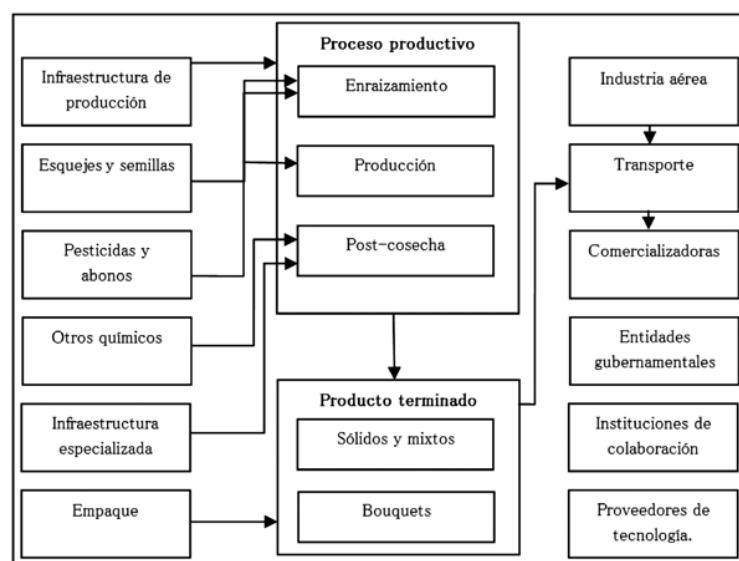 Infraestructura de
producción
Esquejes y semillas
Pesticidas y
abonos
Otros químicos
Infraestructura
especializada
Empaque
Proceso productivo
Enraizamiento
Producción
Post-cosecha
Producto terminado
Sólidos y mixtos
Bouquets
Industria aérea
Transporte
Comercializadoras
Entidades
gubernamentales
Instituciones de
colaboración
Proveedores de
tecnología.